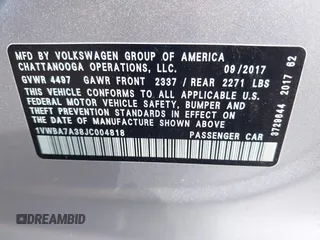 MFD BY VOLKSWAGEN GROUP OF AMERICA
CHATTANOOGA OPERATIONS, LLC. 09/2017
GVWR 4497 GAWR FRONT 2337 / REAR 2271 LBS
THIS VEHICLE CONFORMS TO ALL APPLICABLE U.S.
FEDERAL MOTOR VEHICLE SAFETY, BUMPER AND
THEFT PREVENTION STANDARDS IN EFFECT ON THE
DATE OF MANUFACTURE SHOWN ABOVE.
1VWBA7A38JC004818 PASSENGER CAR
3729644 2017 62
DREAMBID